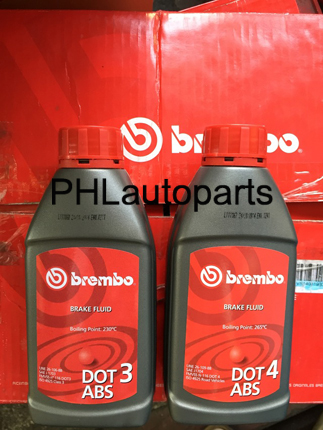 brembo
PHLautoparts
brembo
BRAKE FLUID
Boiling Point: 230°C
DOT 3
ABS
brembo
BRAKE FLUID
Boiling Point: 265°C
DOT 4
ABS